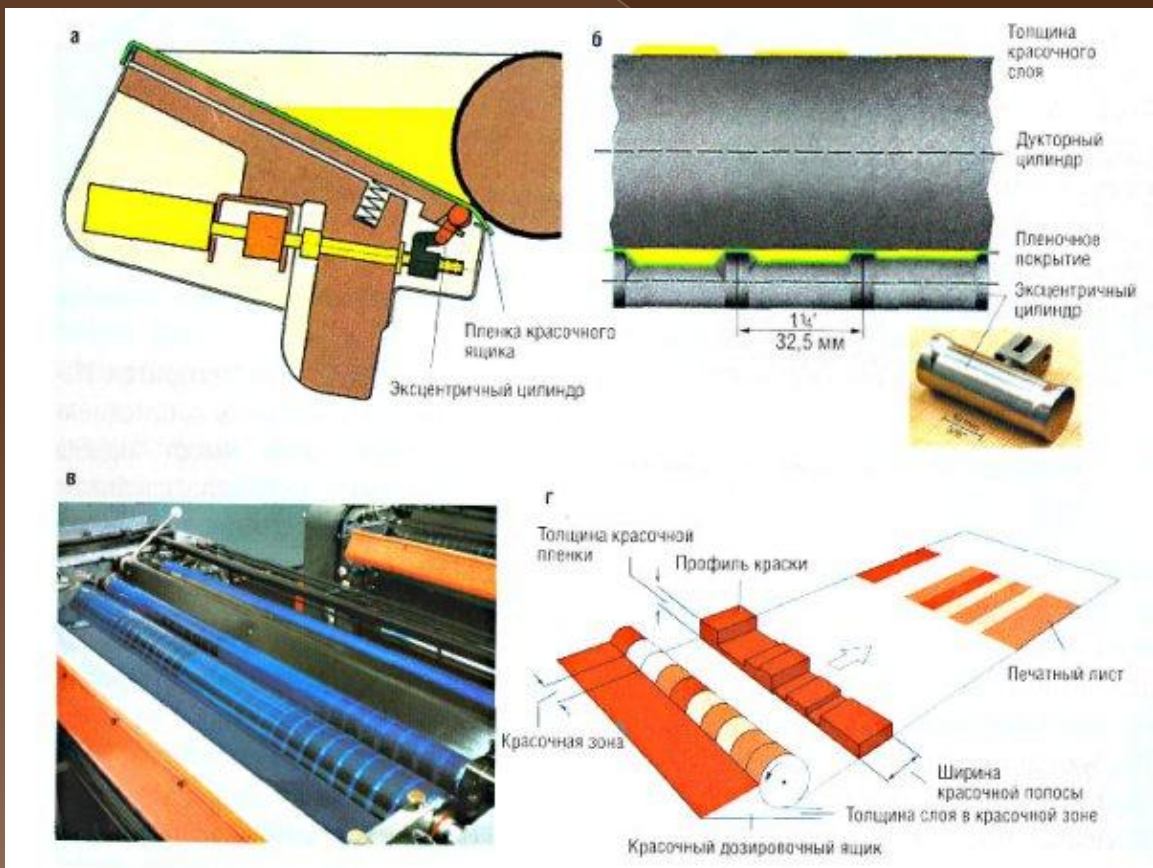 а
Пленка красочного
ящика
Эксцентричный цилиндр
б
Толщина
красочного
слоя
Дукторный
цилиндр
Пленочное
покрытие
Эксцентричный
цилиндр
1¼"
32,5 мм
в
г
Толщина красочной
пленки
Профиль краски
Печатный лист
Красочная зона
Ширина
красочной полосы
Толщина слоя в красочной зоне
Красочный дозировочный ящик